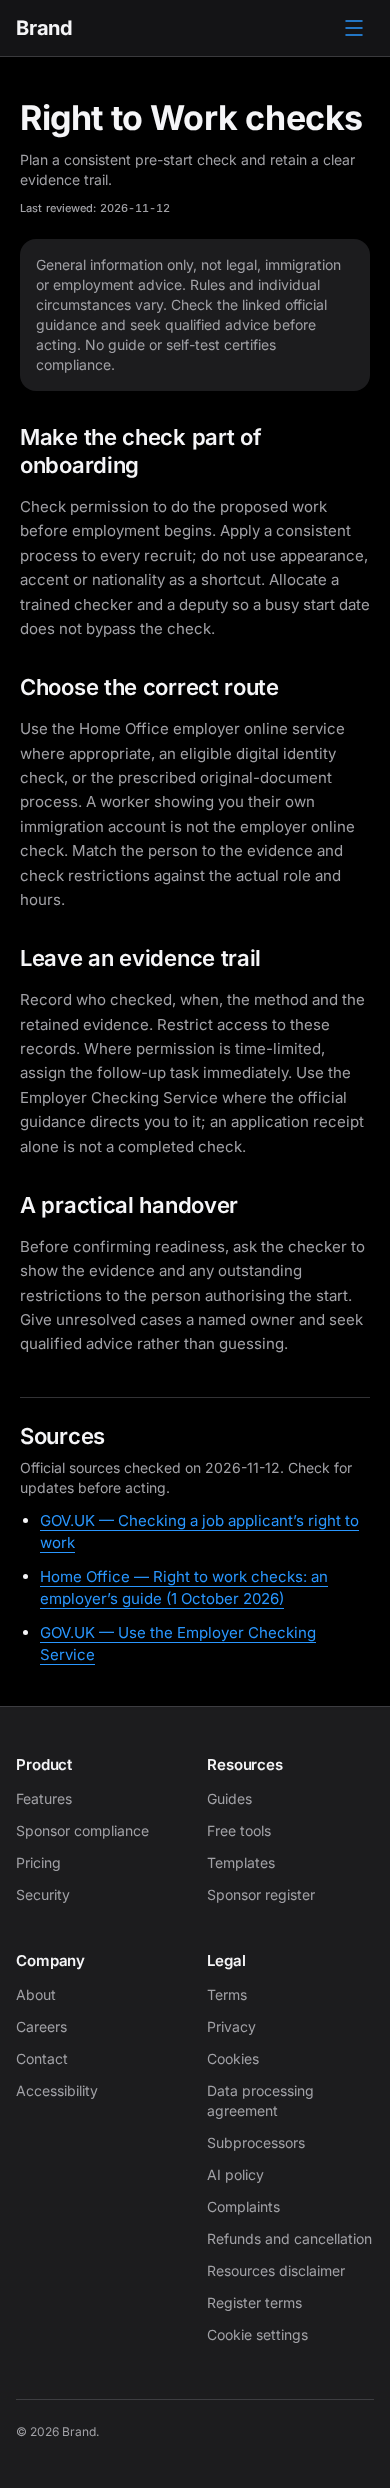 Brand
Right to Work checks
Plan a consistent pre-start check and retain a clear
evidence trail.
Last reviewed: 2026-11-12
General information only, not legal, immigration
or employment advice. Rules and individual
circumstances vary. Check the linked official
guidance and seek qualified advice before
acting. No guide or self-test certifies
compliance.
Make the check part of
onboarding
Check permission to do the proposed work
before employment begins. Apply a consistent
process to every recruit; do not use appearance,
accent or nationality as a shortcut. Allocate a
trained checker and a deputy so a busy start date
does not bypass the check.
Choose the correct route
Use the Home Office employer online service
where appropriate, an eligible digital identity
check, or the prescribed original-document
process. A worker showing you their own
immigration account is not the employer online
check. Match the person to the evidence and
check restrictions against the actual role and
hours.
Leave an evidence trail
Record who checked, when, the method and the
retained evidence. Restrict access to these
records. Where permission is time-limited,
assign the follow-up task immediately. Use the
Employer Checking Service where the official
guidance directs you to it; an application receipt
alone is not a completed check.
A practical handover
Before confirming readiness, ask the checker to
show the evidence and any outstanding
restrictions to the person authorising the start.
Give unresolved cases a named owner and seek
qualified advice rather than guessing.
Sources
Official sources checked on 2026-11-12. Check for
updates before acting.
GOV.UK — Checking a job applicant’s right to
work
Home Office — Right to work checks: an
employer’s guide (1 October 2026)
GOV.UK — Use the Employer Checking
Service
Product
Features
Sponsor compliance
Pricing
Security
Resources
Guides
Free tools
Templates
Sponsor register
Company
About
Careers
Contact
Accessibility
Legal
Terms
Privacy
Cookies
Data processing
agreement
Subprocessors
AI policy
Complaints
Refunds and cancellation
Resources disclaimer
Register terms
Cookie settings
© 2026 Brand.